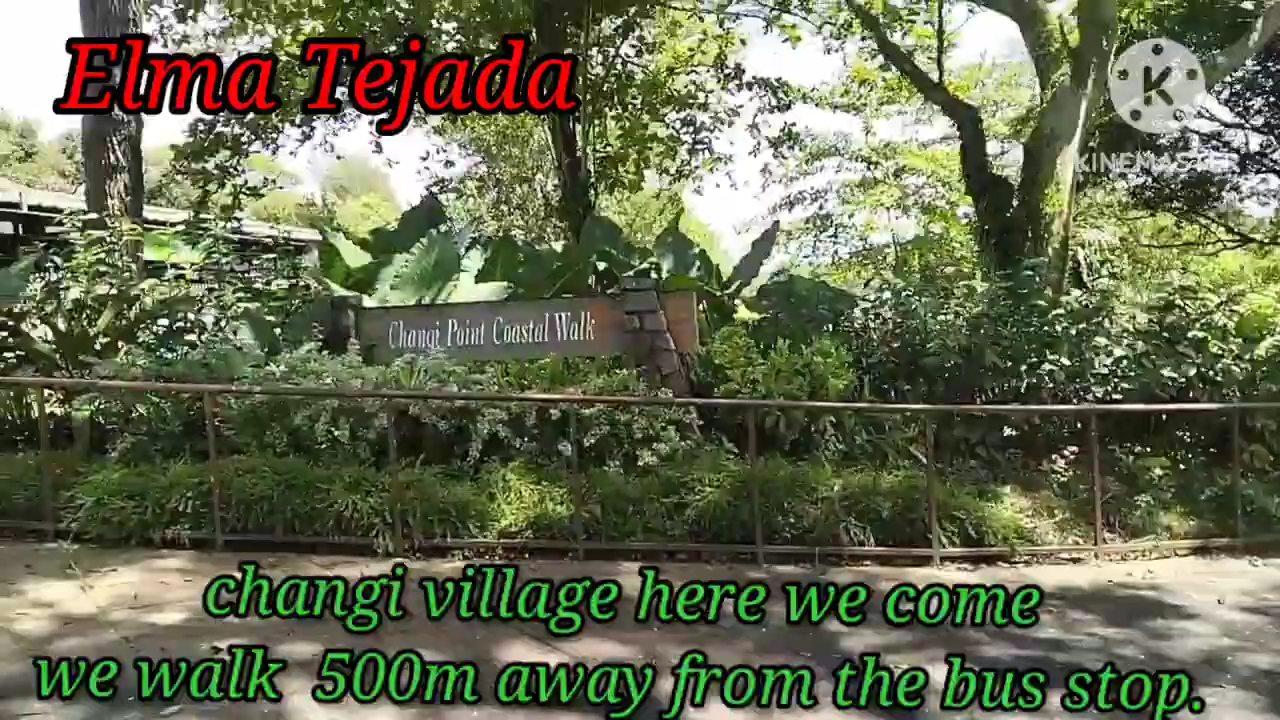 Elma Tejada
K
KINEMASTER
Changi Point Coastal Walk
changi village here we come
we walk 500m away from the bus stop.